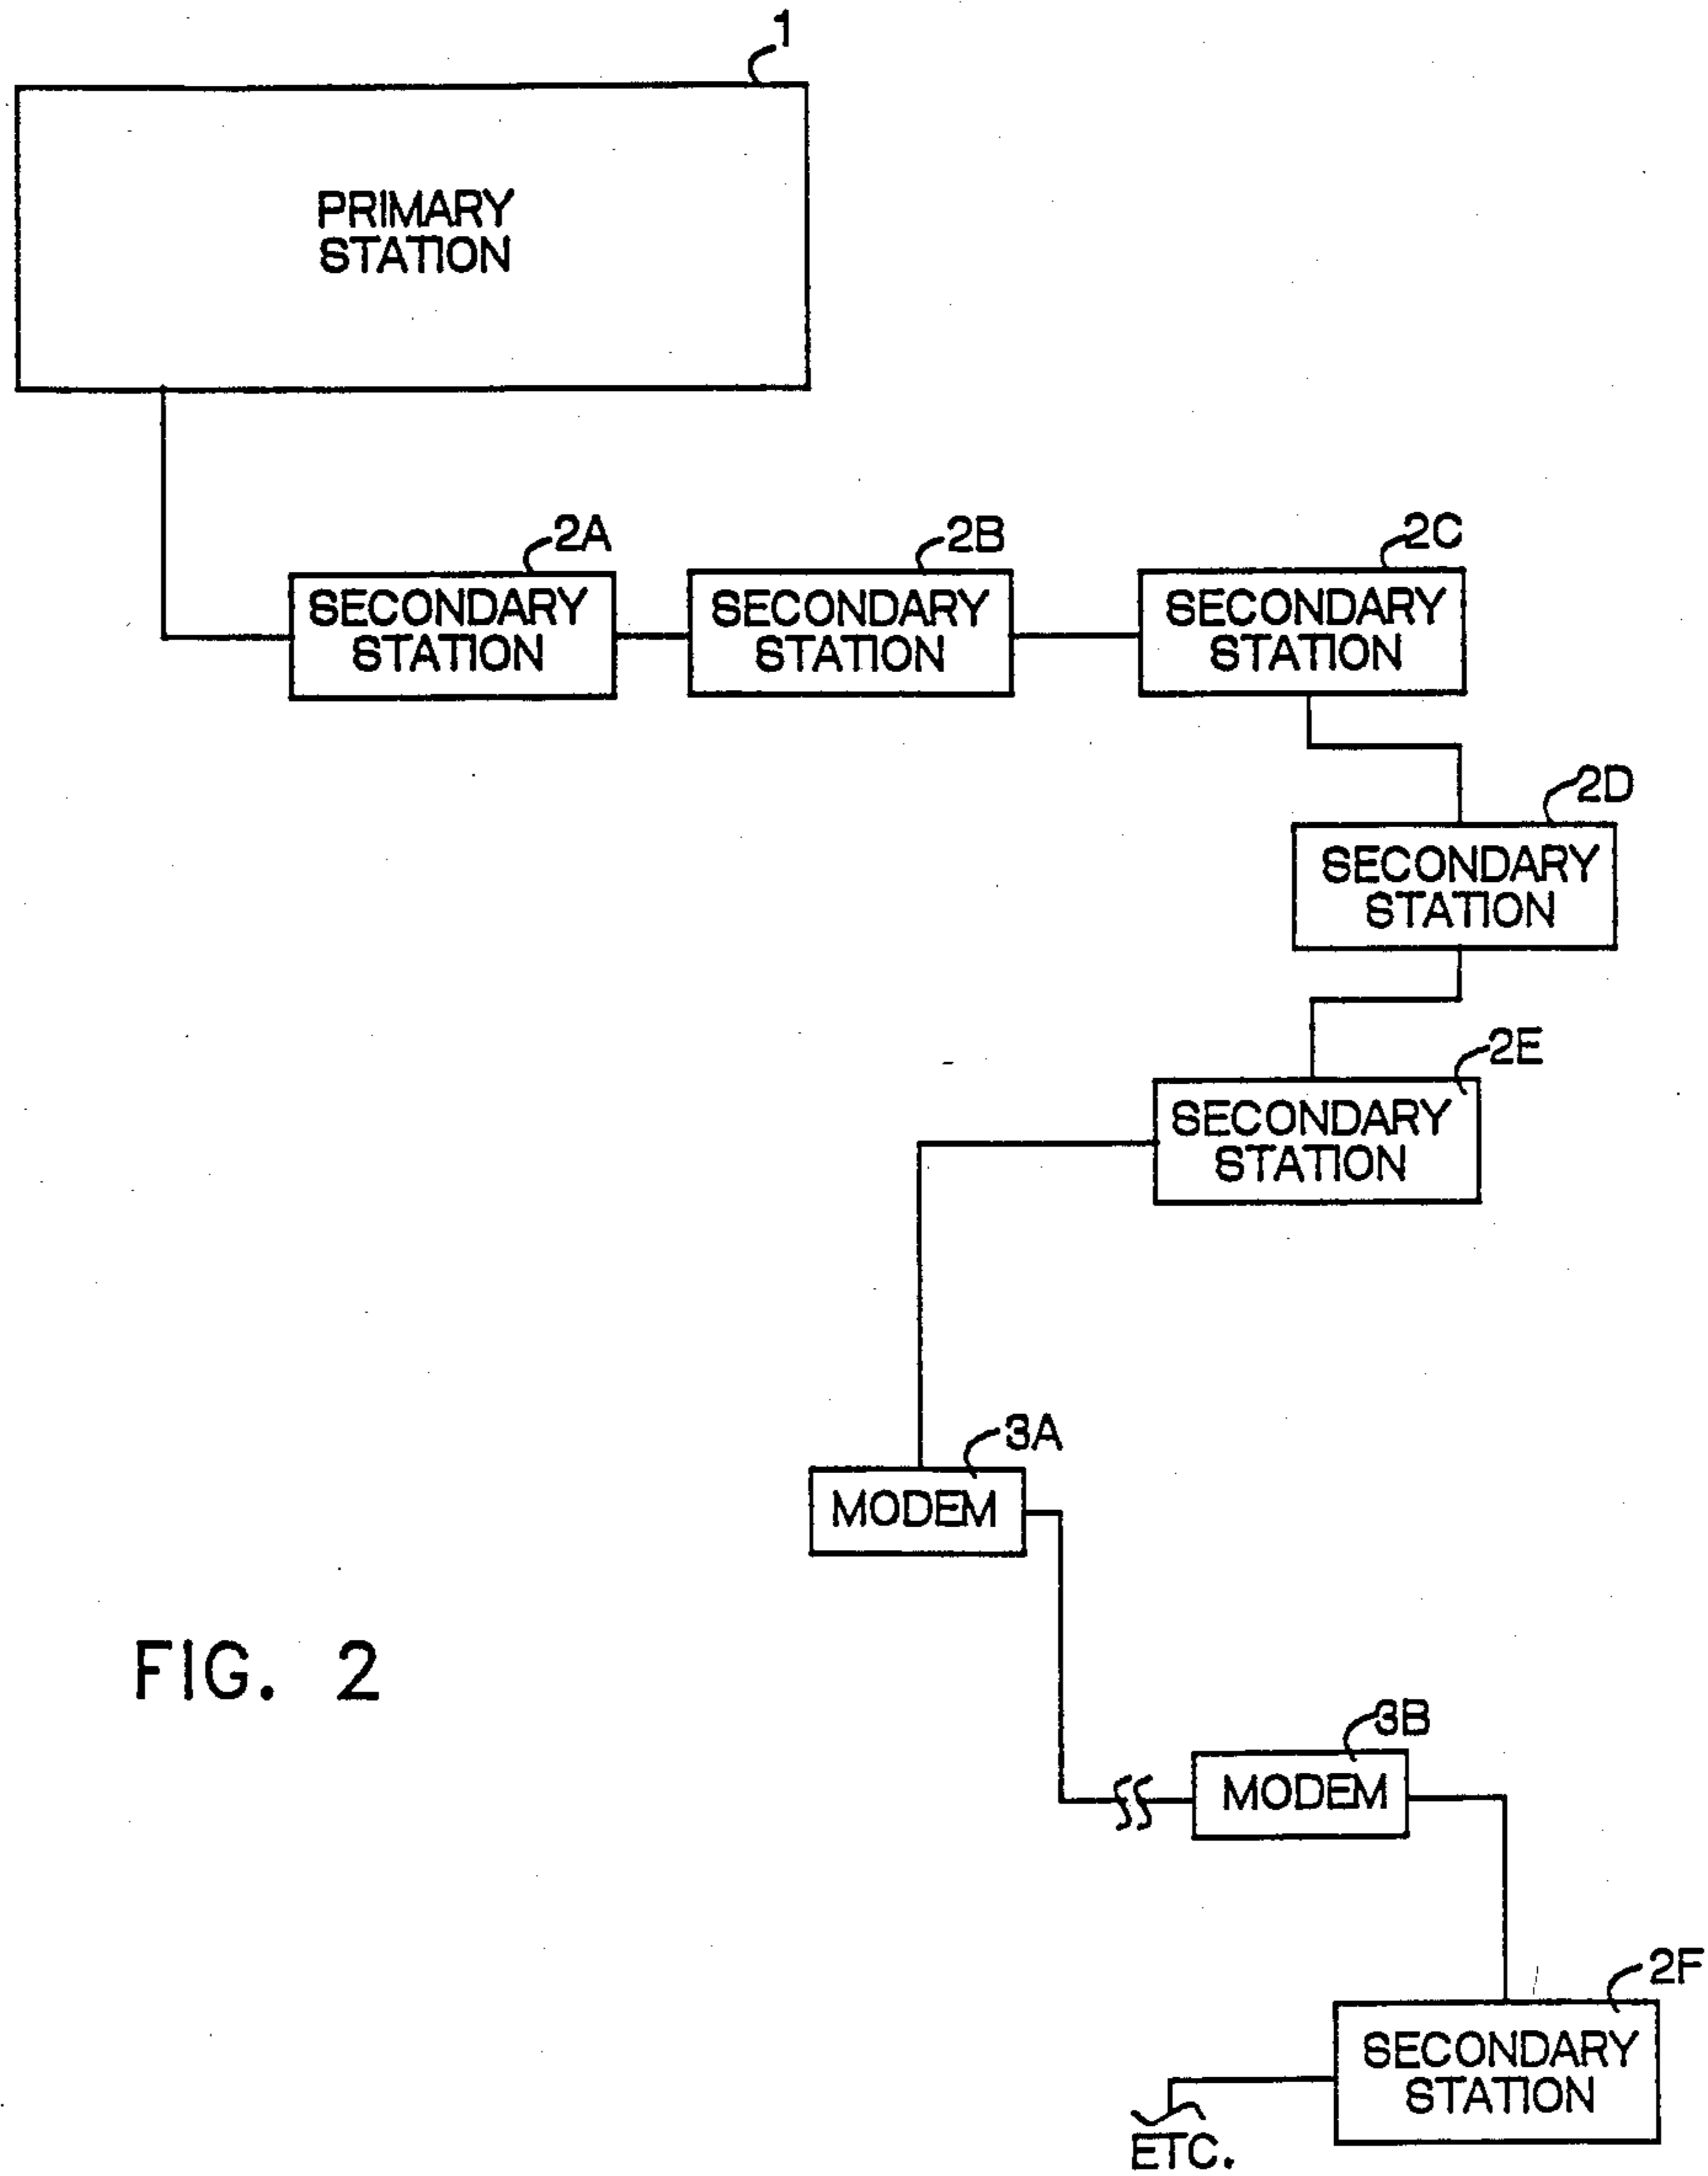 1
PRIMARY
STATION
2A
SECONDARY
STATION
2B
SECONDARY
STATION
2C
SECONDARY
STATION
2D
SECONDARY
STATION
2E
SECONDARY
STATION
3A
MODEM
FIG. 2
3B
MODEM
2F
SECONDARY
STATION
ETC.